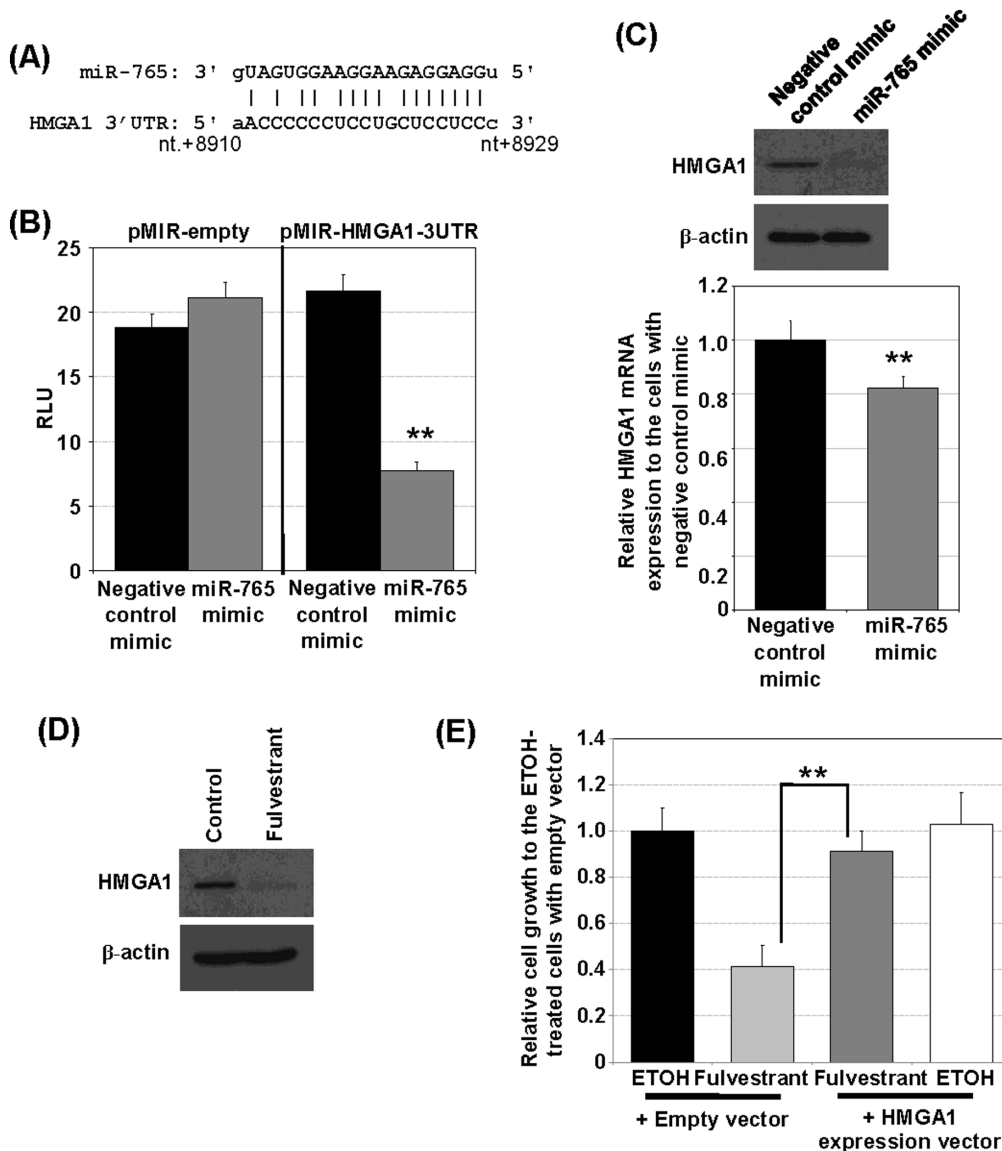 (A)
miR-765: 3' gUAGUGGAAGGAAGAGGAGGu 5'
HMGA1 3'UTR: 5' aACCCCCCUCCUGCUCCUCCc 3'
nt.+8910 nt+8929
(B)
pMIR-empty pMIR-HMGA1-3UTR
25
20
15
10
5
0
RLU
**
Negative control mimic
miR-765 mimic
Negative control mimic
miR-765 mimic
(C)
Negative control mimic
miR-765 mimic
HMGA1
β-actin
Relative HMGA1 mRNA expression to the cells with negative control mimic
1.2
1.0
0.8
0.6
0.4
0.2
0
**
Negative control mimic
miR-765 mimic
(D)
Control
Fulvestrant
HMGA1
β-actin
(E)
Relative cell growth to the ETOH-treated cells with empty vector
1.4
1.2
1.0
0.8
0.6
0.4
0.2
0
**
ETOH Fulvestrant Fulvestrant ETOH
+ Empty vector
+ HMGA1 expression vector